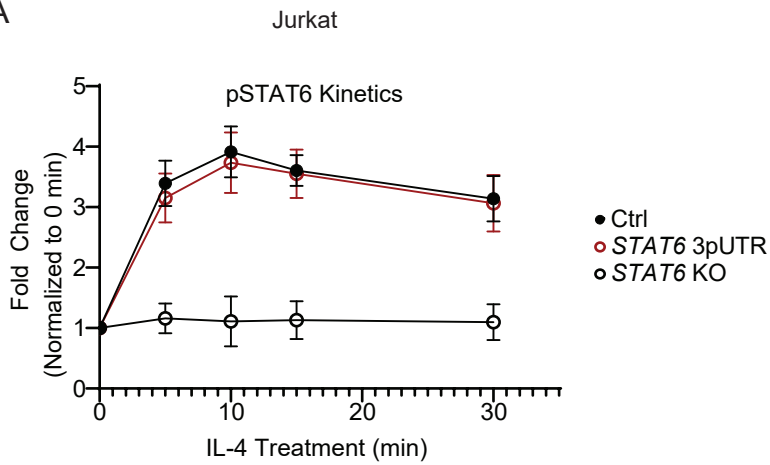 A
Jurkat
pSTAT6 Kinetics
5
4
3
2
1
0
Fold Change
(Normalized to 0 min)
0 10 20 30
IL-4 Treatment (min)
Ctrl
STAT6 3pUTR
STAT6 KO